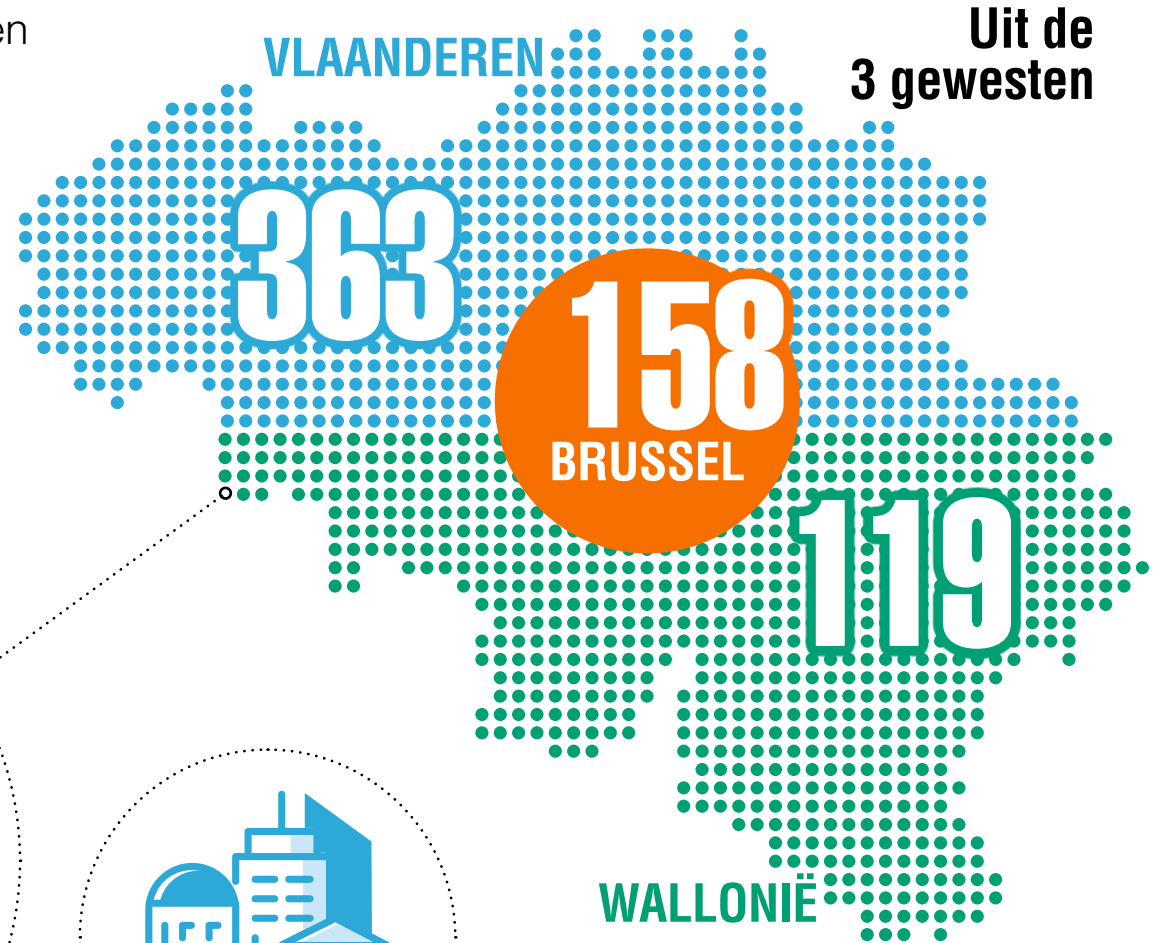 en
Uit de
3 gewesten
VLAANDEREN
363
158
BRUSSEL
119
WALLONIË